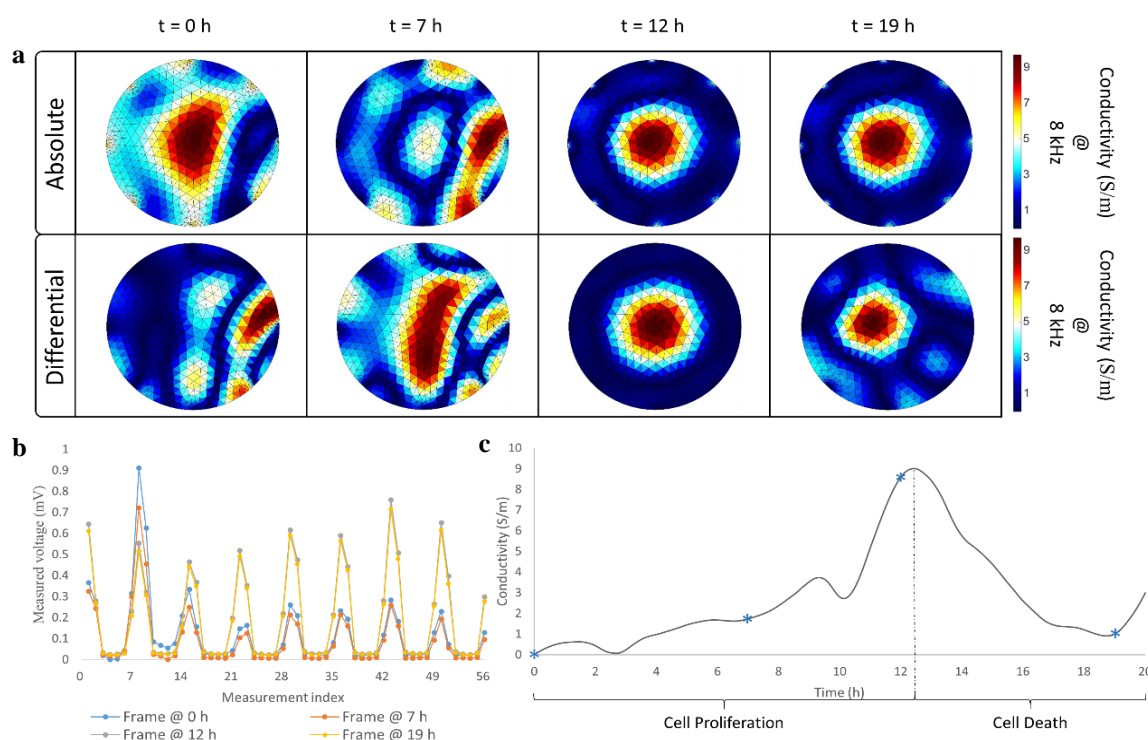 t = 0 h t = 7 h t = 12 h t = 19 h
a
Absolute
9
7
5
3
1
Conductivity (S/m)
@
8 kHz
Differential
9
7
5
3
1
Conductivity (S/m)
@
8 kHz
b
Measured voltage (mV)
1
0.9
0.8
0.7
0.6
0.5
0.4
0.3
0.2
0.1
0
0 7 14 21 28 35 42 49 56
Measurement index
Frame @ 0 h Frame @ 7 h
Frame @ 12 h Frame @ 19 h
c
Conductivity (S/m)
10
9
8
7
6
5
4
3
2
1
0
0 2 4 6 8 10 12 14 16 18 20
Time (h)
Cell Proliferation Cell Death